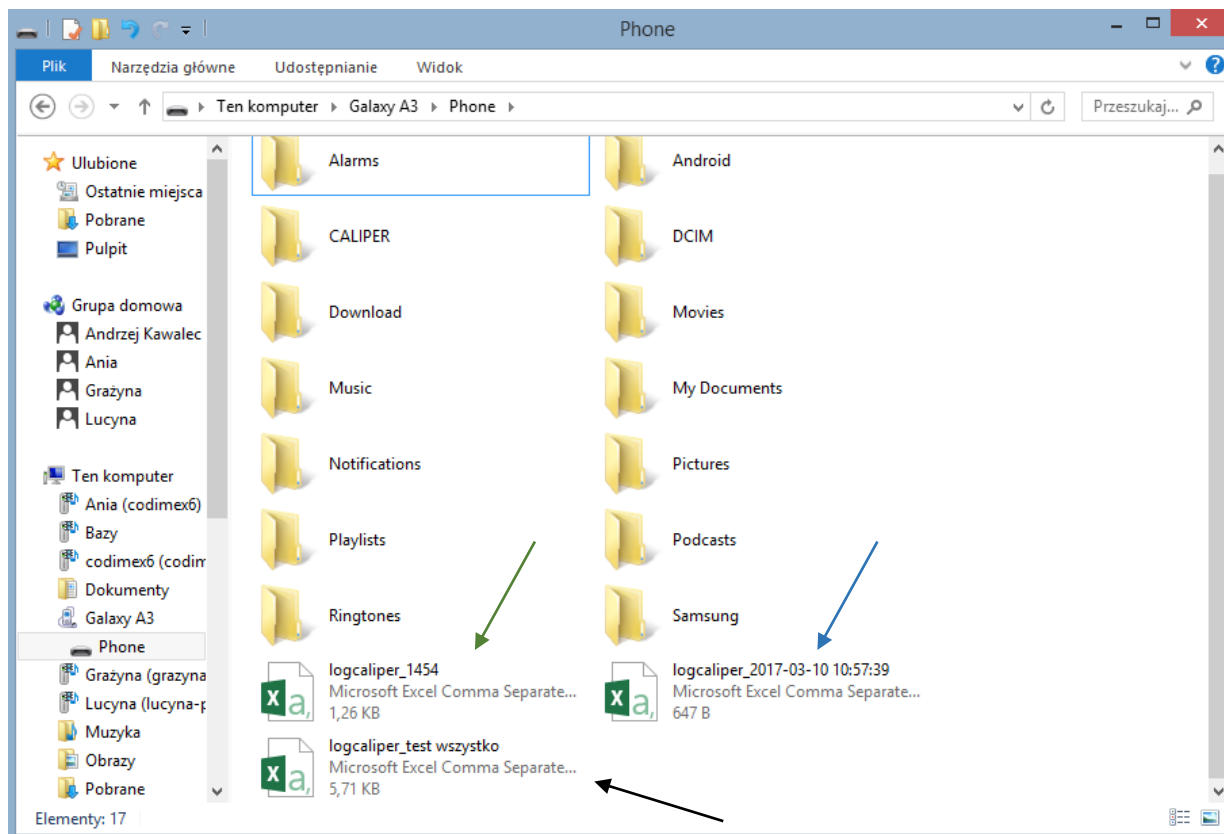 Phone
Plik Narzędzia główne Udostępnianie Widok
Ten komputer Galaxy A3 Phone
Przeszukaj...
Ulubione
Ostatnie miejsca
Pobrane
Pulpit
Grupa domowa
Andrzej Kawalec
Ania
Grażyna
Lucyna
Ten komputer
Ania (codimex6)
Bazy
codimex6 (codim
Dokumenty
Galaxy A3
Phone
Grażyna (grazyna
Lucyna (lucyna-p
Muzyka
Obrazy
Pobrane
Alarms
Android
CALIPER
DCIM
Download
Movies
Music
My Documents
Notifications
Pictures
Playlists
Podcasts
Ringtones
Samsung
logcaliper_1454
Microsoft Excel Comma Separate...
1,26 KB
logcaliper_2017-03-10 10:57:39
Microsoft Excel Comma Separate...
647 B
logcaliper_test wszystko
Microsoft Excel Comma Separate...
5,71 KB
Elementy: 17